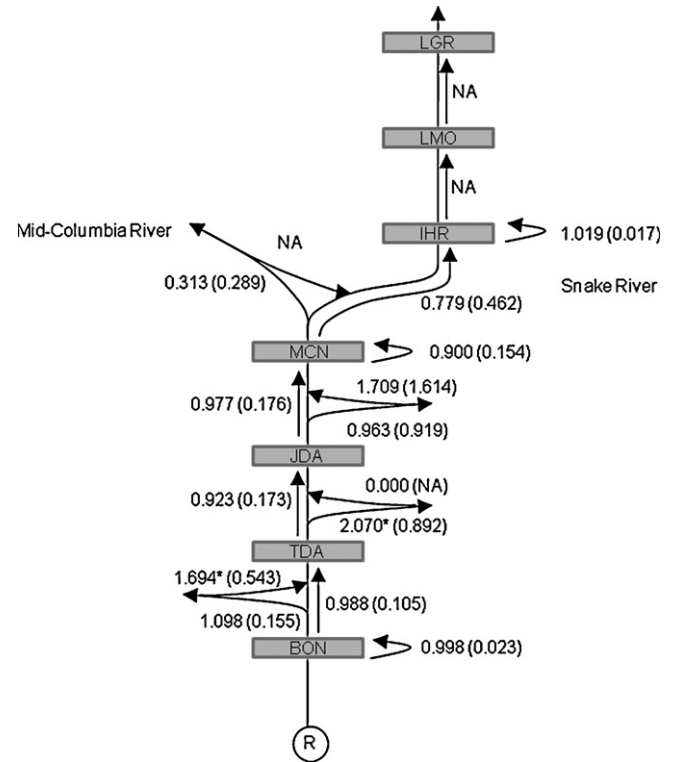 LGR
NA
LMO
NA
IHR
1.019 (0.017)
Mid-Columbia River
NA
0.313 (0.289)
0.779 (0.462)
Snake River
MCN
0.900 (0.154)
1.709 (1.614)
0.977 (0.176)
0.963 (0.919)
JDA
0.000 (NA)
0.923 (0.173)
2.070* (0.892)
TDA
1.694* (0.543)
0.988 (0.105)
1.098 (0.155)
BON
0.998 (0.023)
R